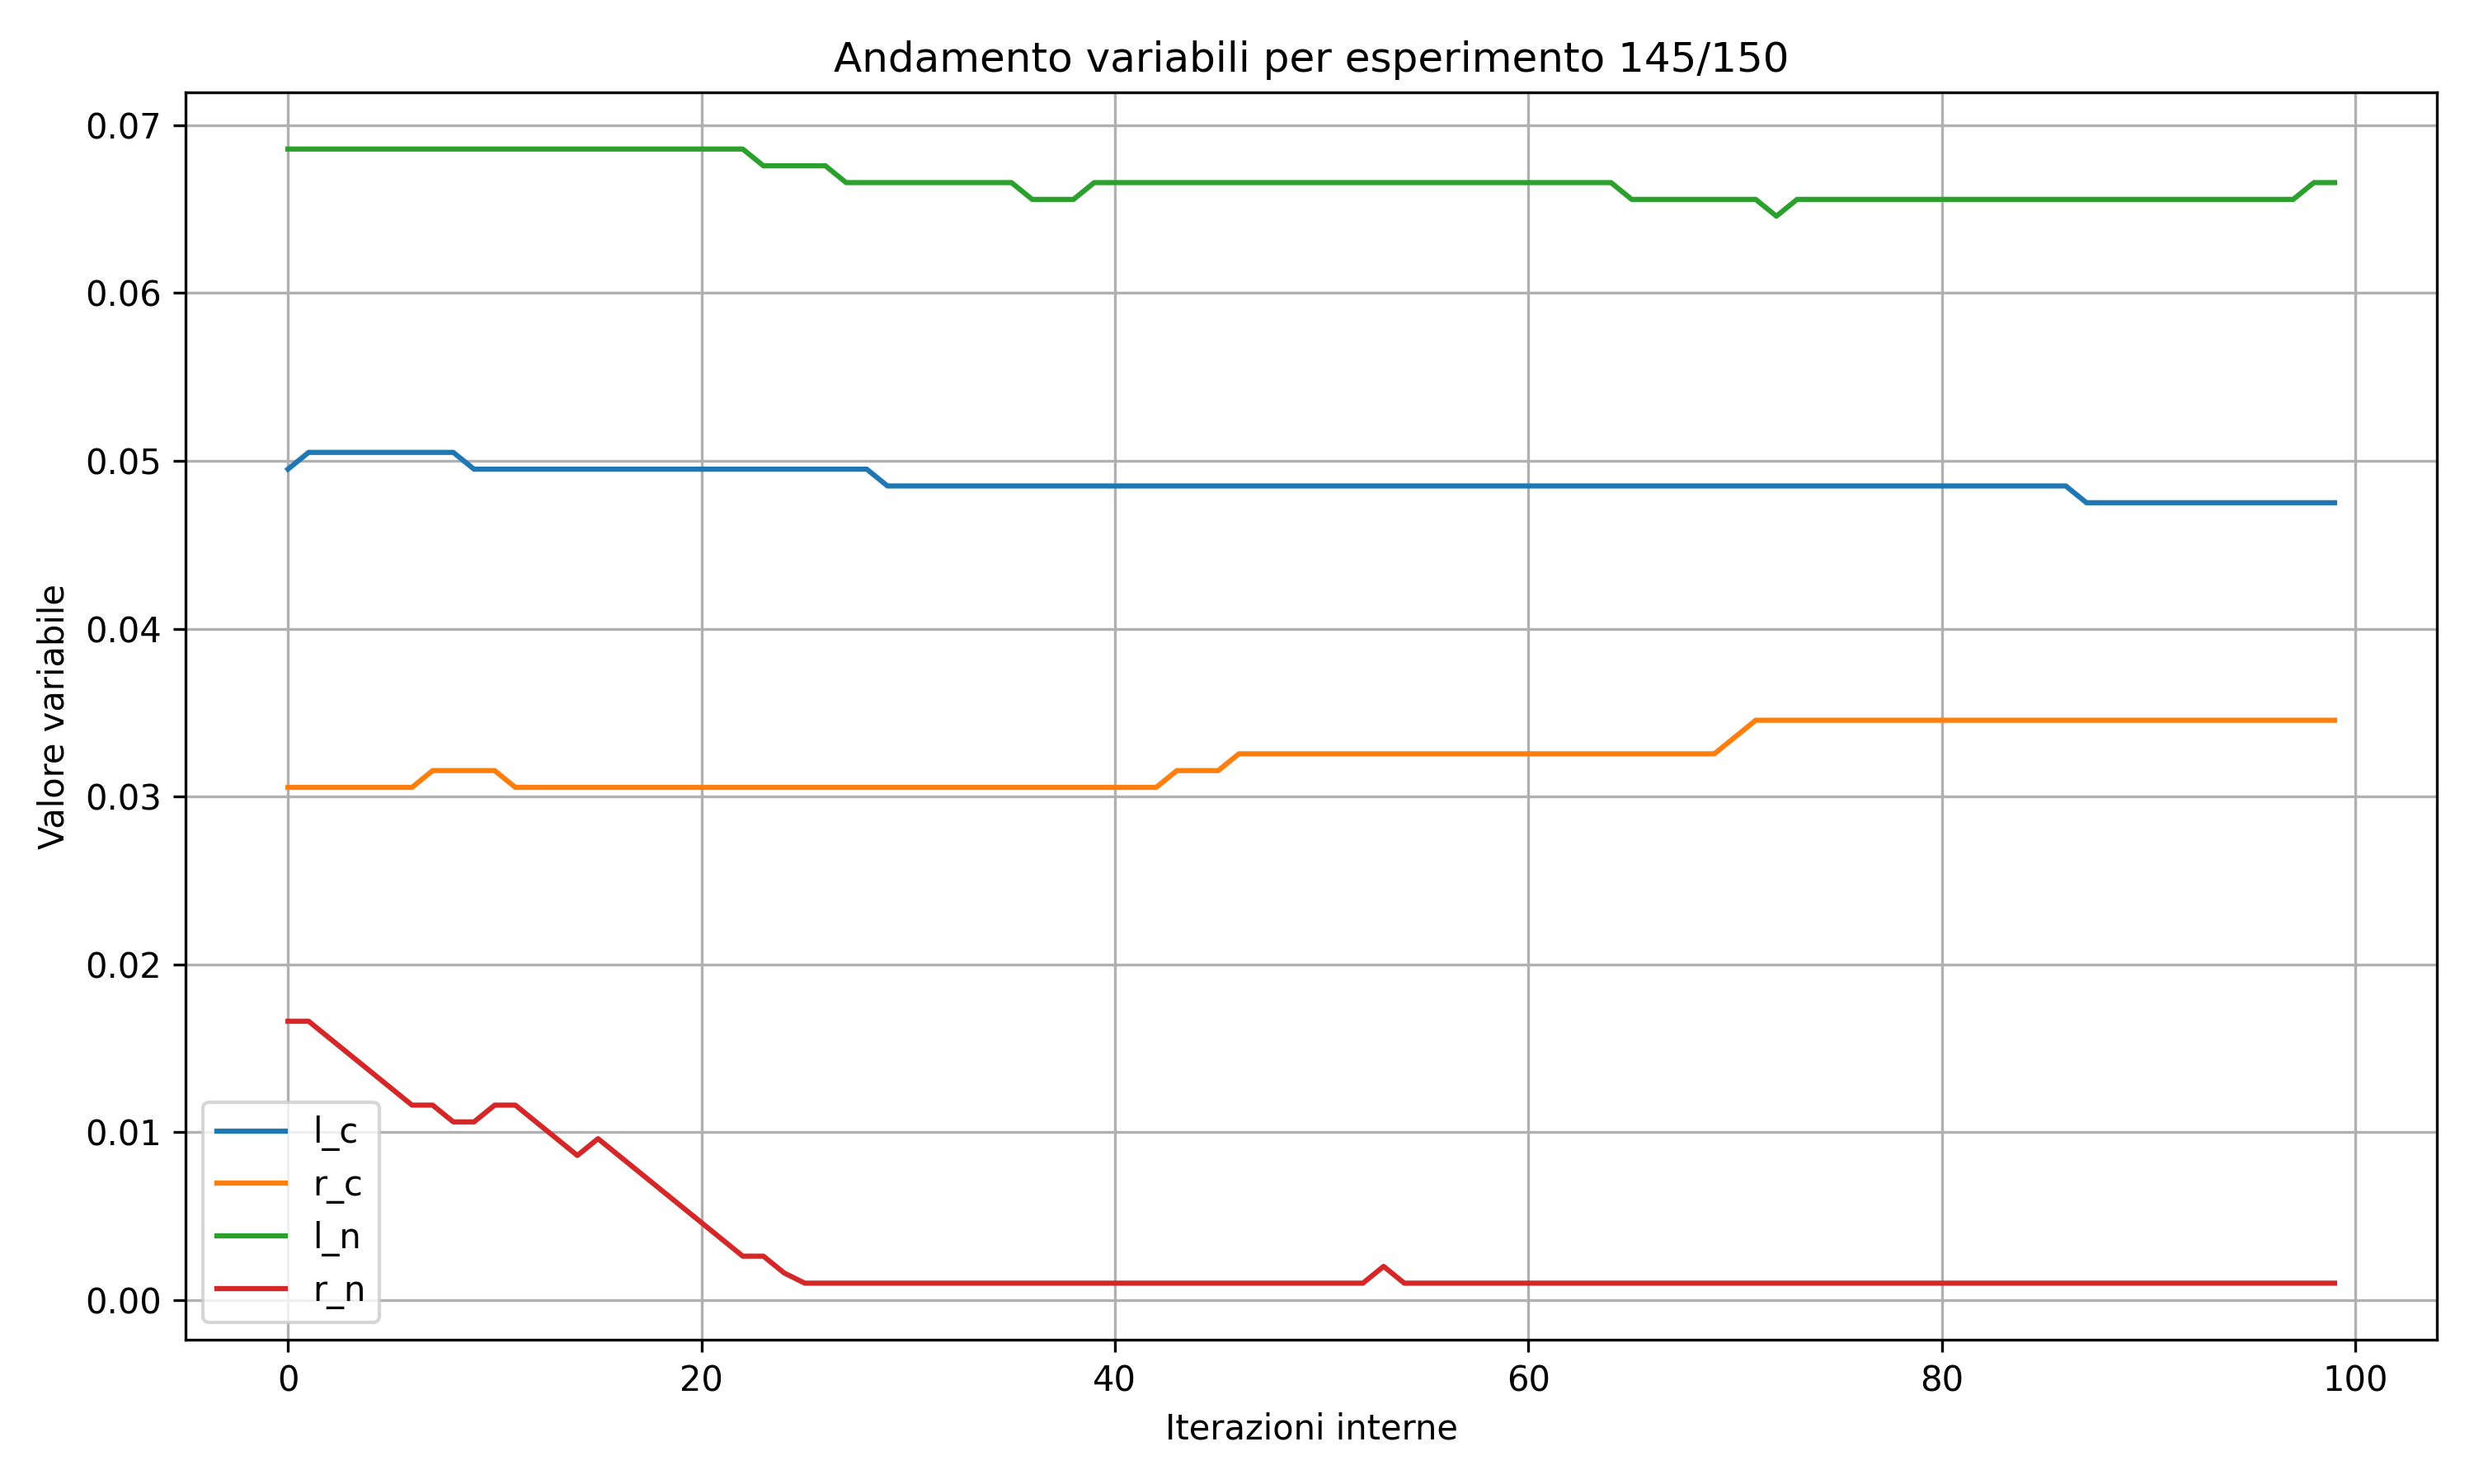 Andamento variabili per esperimento 145/150
Valore variabile
0.07
0.06
0.05
0.04
0.03
0.02
0.01
0.00
l_c
r_c
l_n
r_n
0 20 40 60 80 100
Iterazioni interne